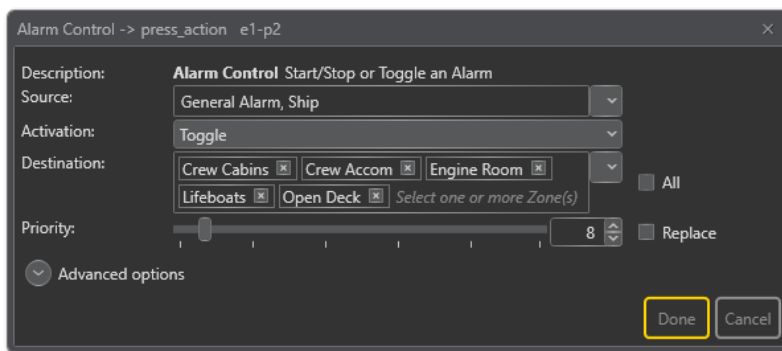 Alarm Control -> press_action e1-p2
Description: Alarm Control Start/Stop or Toggle an Alarm
Source: General Alarm, Ship
Activation: Toggle
Destination: Crew Cabins Crew Accom Engine Room
Lifeboats Open Deck Select one or more Zone(s)
All
Priority: 8 Replace
Advanced options
Done Cancel